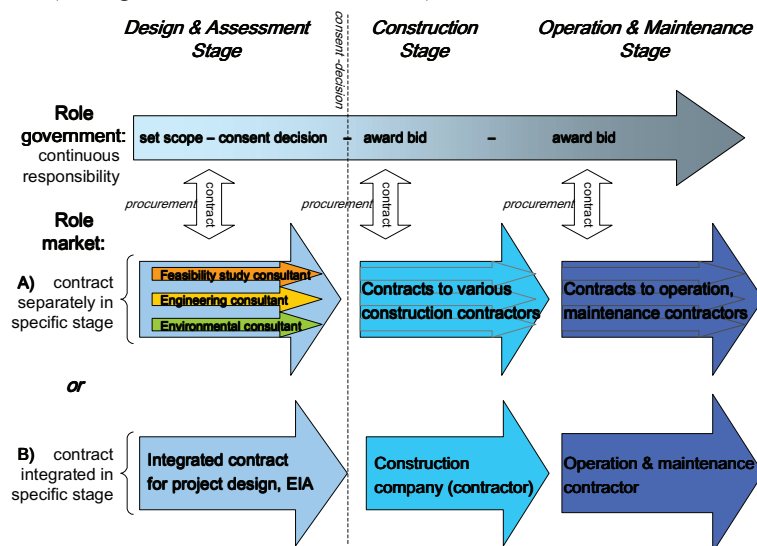 Design & Assessment
Stage
Construction
Stage
Operation & Maintenance
Stage
consent-decision
Role
government:
continuous
responsibility
set scope – consent decision – award bid – award bid
procurement
contract
procurement
contract
procurement
contract
Role
market:
A) contract
separately in
specific stage
Feasibility study consultant
Engineering consultant
Environmental consultant
Contracts to various
construction contractors
Contracts to operation,
maintenance contractors
or
B) contract
integrated in
specific stage
Integrated contract
for project design, EIA
Construction
company (contractor)
Operation & maintenance
contractor